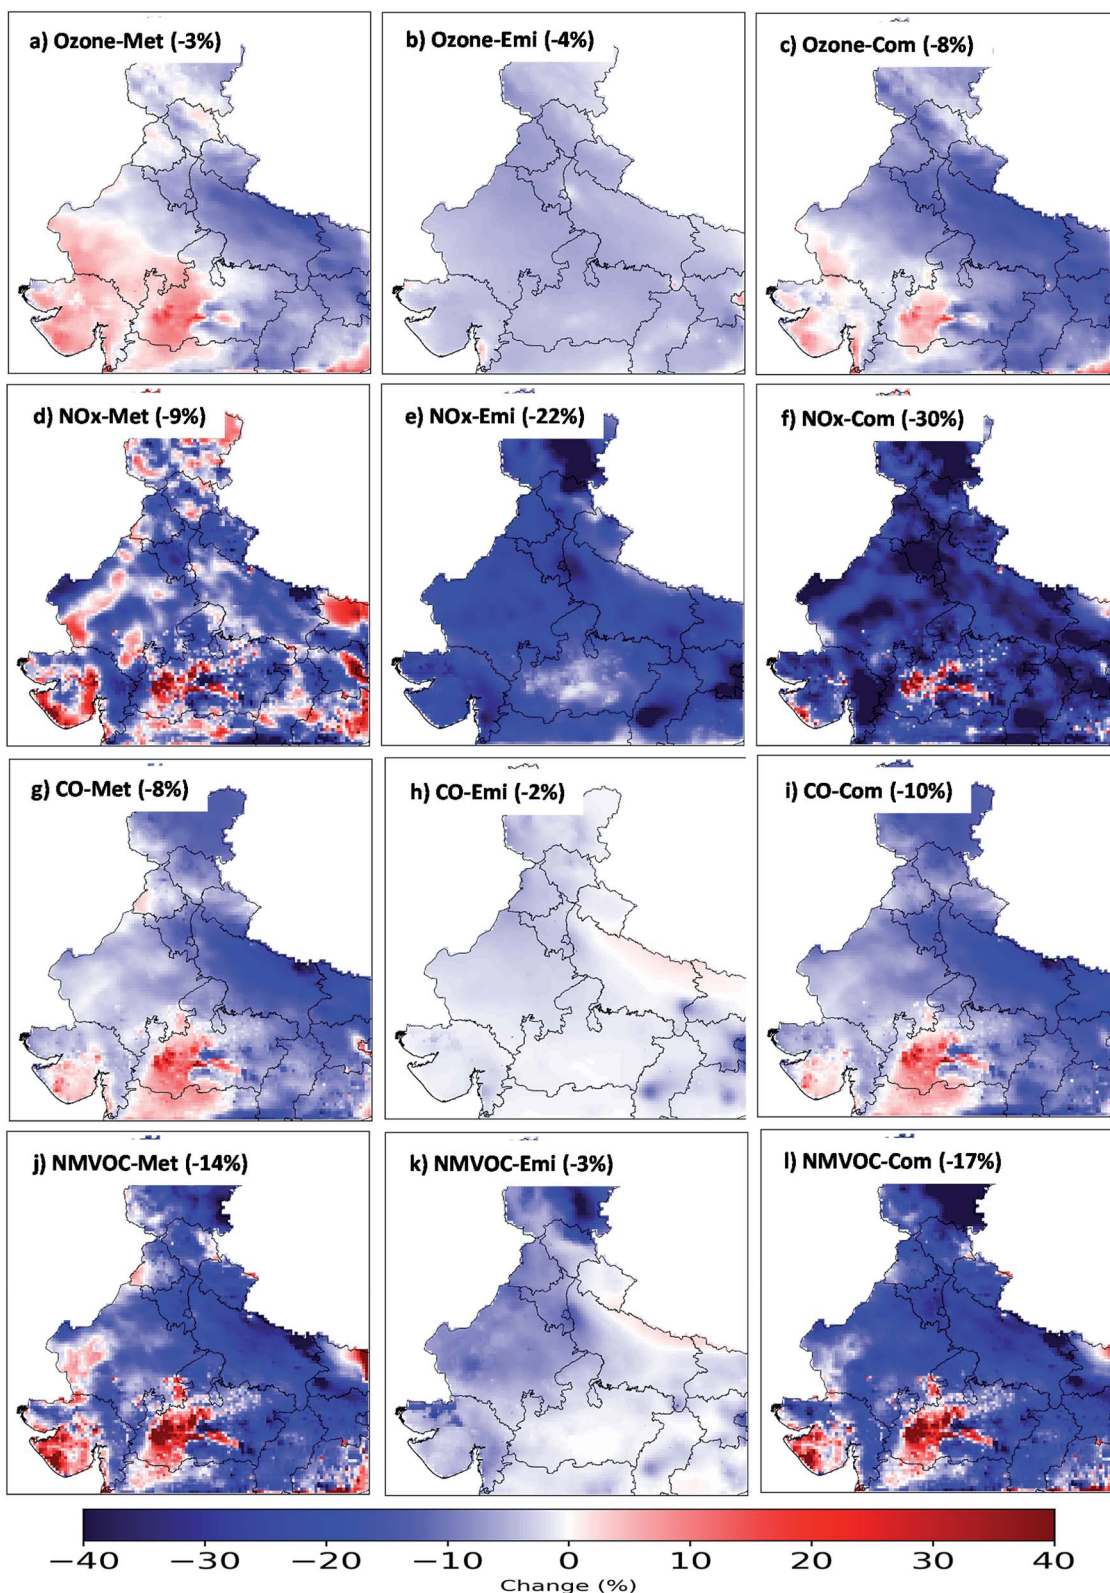 a) Ozone-Met (-3%)
b) Ozone-Emi (-4%)
c) Ozone-Com (-8%)
d) NOx-Met (-9%)
e) NOx-Emi (-22%)
f) NOx-Com (-30%)
g) CO-Met (-8%)
h) CO-Emi (-2%)
i) CO-Com (-10%)
j) NMVOC-Met (-14%)
k) NMVOC-Emi (-3%)
l) NMVOC-Com (-17%)
−40 −30 −20 −10 0 10 20 30 40
Change (%)